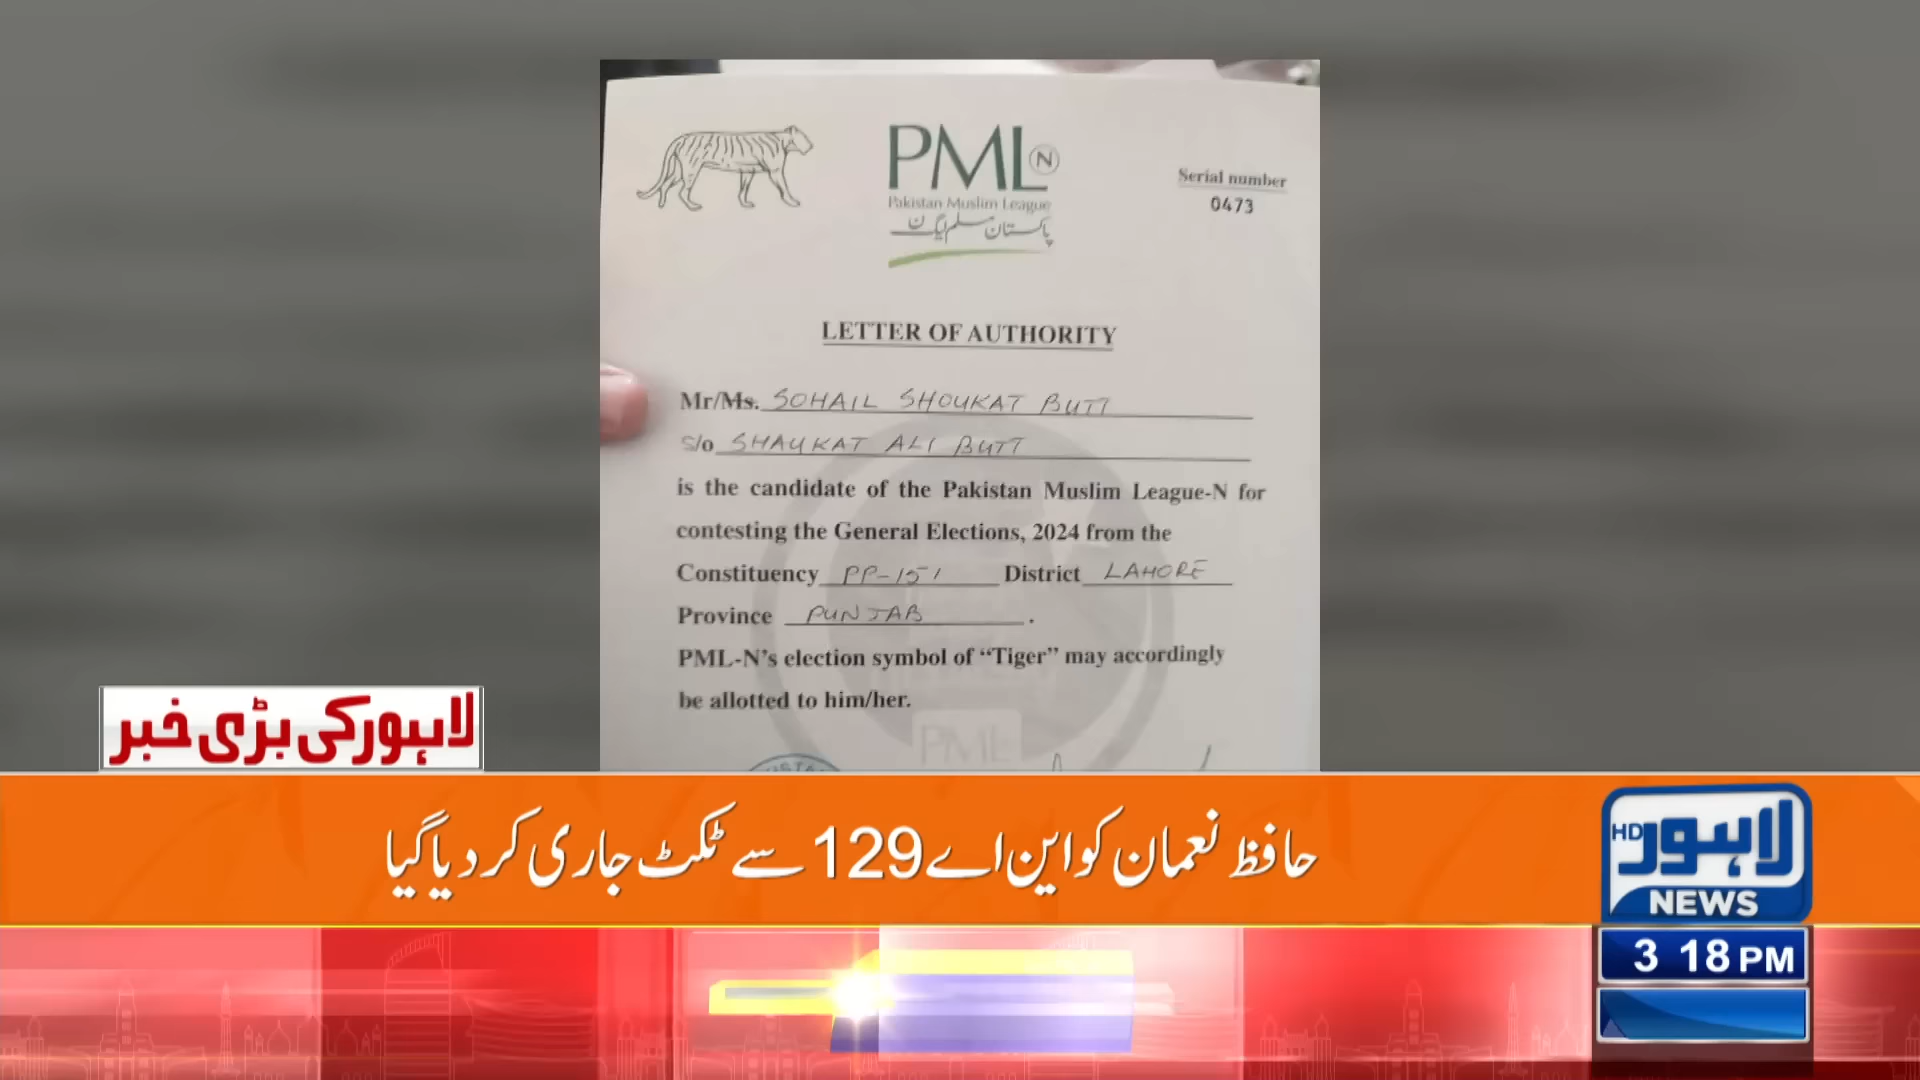 PML N
Pakistan Muslim League
پاکستان مسلم لیگ ن
Serial number
0473
LETTER OF AUTHORITY
Mr/Ms. SOHAIL SHOUKAT BUTT
S/o SHAUKAT ALI BUTT
is the candidate of the Pakistan Muslim League-N for
contesting the General Elections, 2024 from the
Constituency PP-151 District LAHORE
Province PUNJAB .
PML-N's election symbol of “Tiger” may accordingly
be allotted to him/her.
PML
لاہور کی بڑی خبر
حافظ نعمان کو این اے 129 سے ٹکٹ جاری کر دیا گیا
لاہور HD
NEWS
3 18 PM